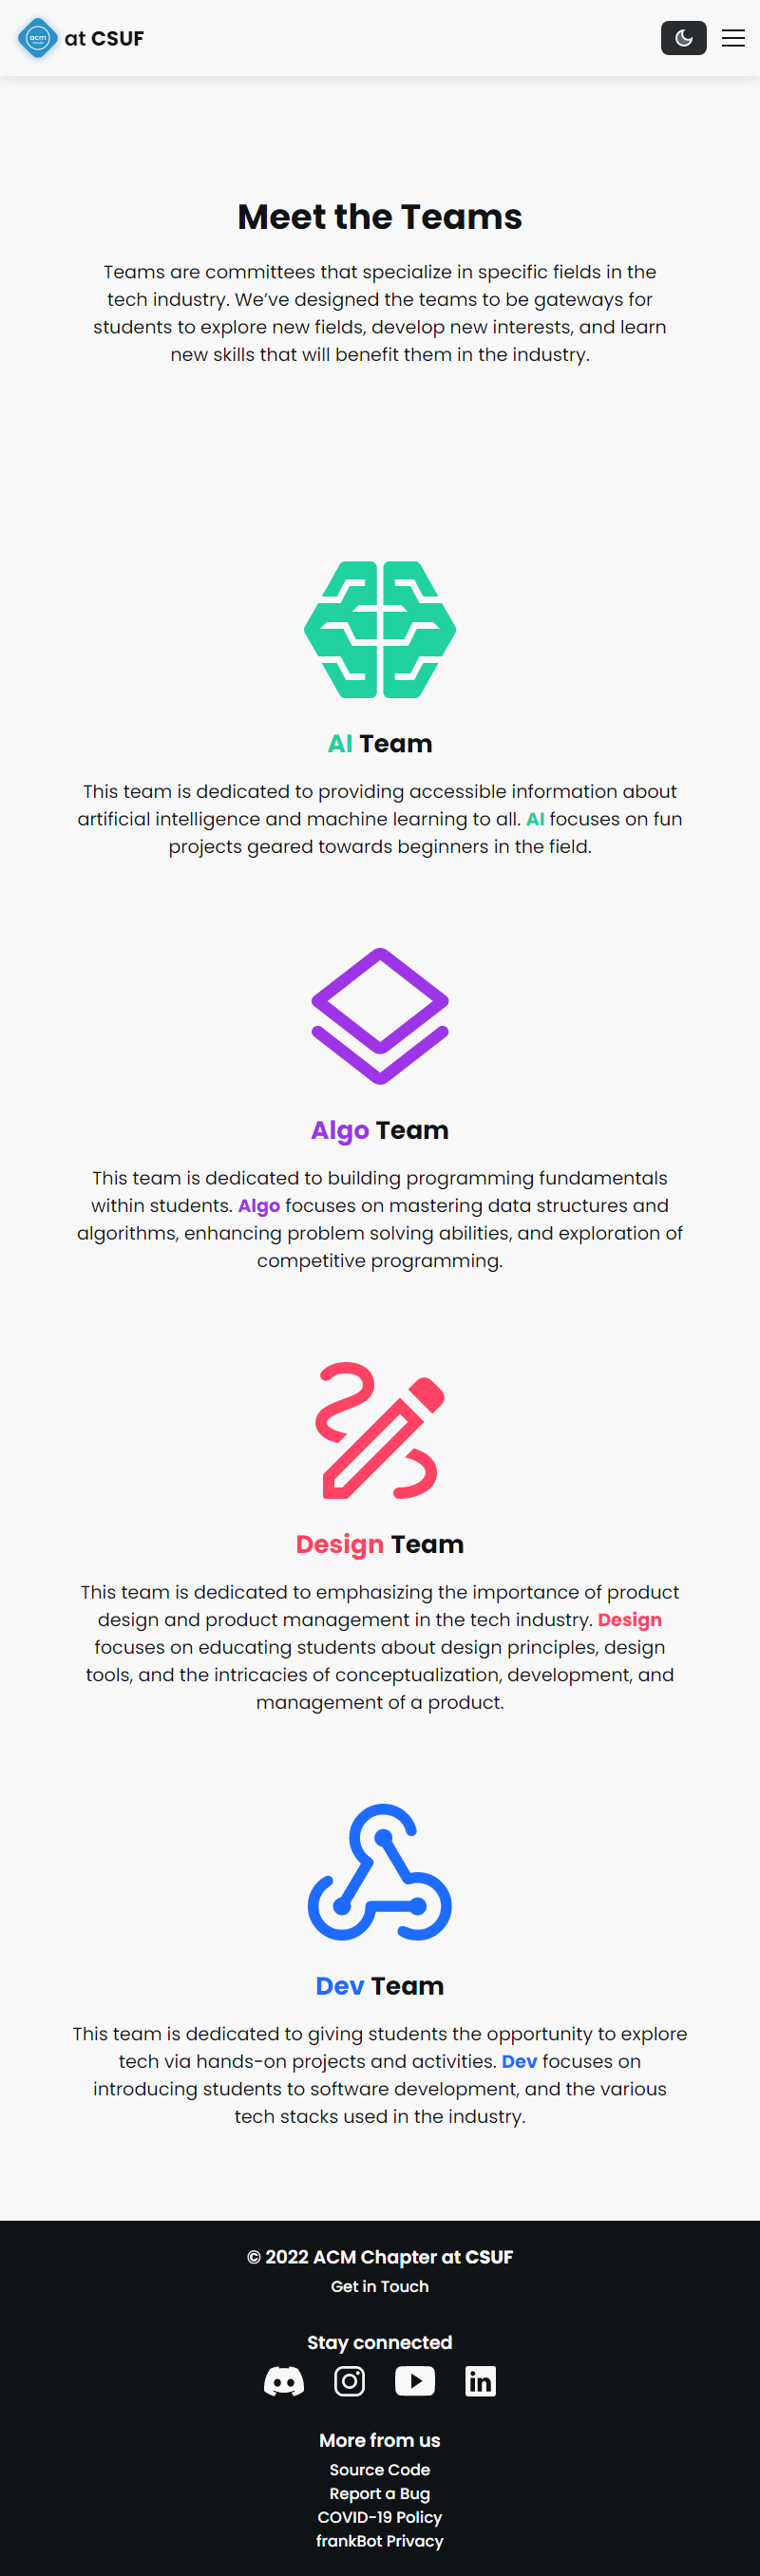 acm
at CSUF
Meet the Teams
Teams are committees that specialize in specific fields in the
tech industry. We’ve designed the teams to be gateways for
students to explore new fields, develop new interests, and learn
new skills that will benefit them in the industry.
AI Team
This team is dedicated to providing accessible information about
artificial intelligence and machine learning to all. AI focuses on fun
projects geared towards beginners in the field.
Algo Team
This team is dedicated to building programming fundamentals
within students. Algo focuses on mastering data structures and
algorithms, enhancing problem solving abilities, and exploration of
competitive programming.
Design Team
This team is dedicated to emphasizing the importance of product
design and product management in the tech industry. Design
focuses on educating students about design principles, design
tools, and the intricacies of conceptualization, development, and
management of a product.
Dev Team
This team is dedicated to giving students the opportunity to explore
tech via hands-on projects and activities. Dev focuses on
introducing students to software development, and the various
tech stacks used in the industry.
© 2022 ACM Chapter at CSUF
Get in Touch
Stay connected
in
More from us
Source Code
Report a Bug
COVID-19 Policy
frankBot Privacy